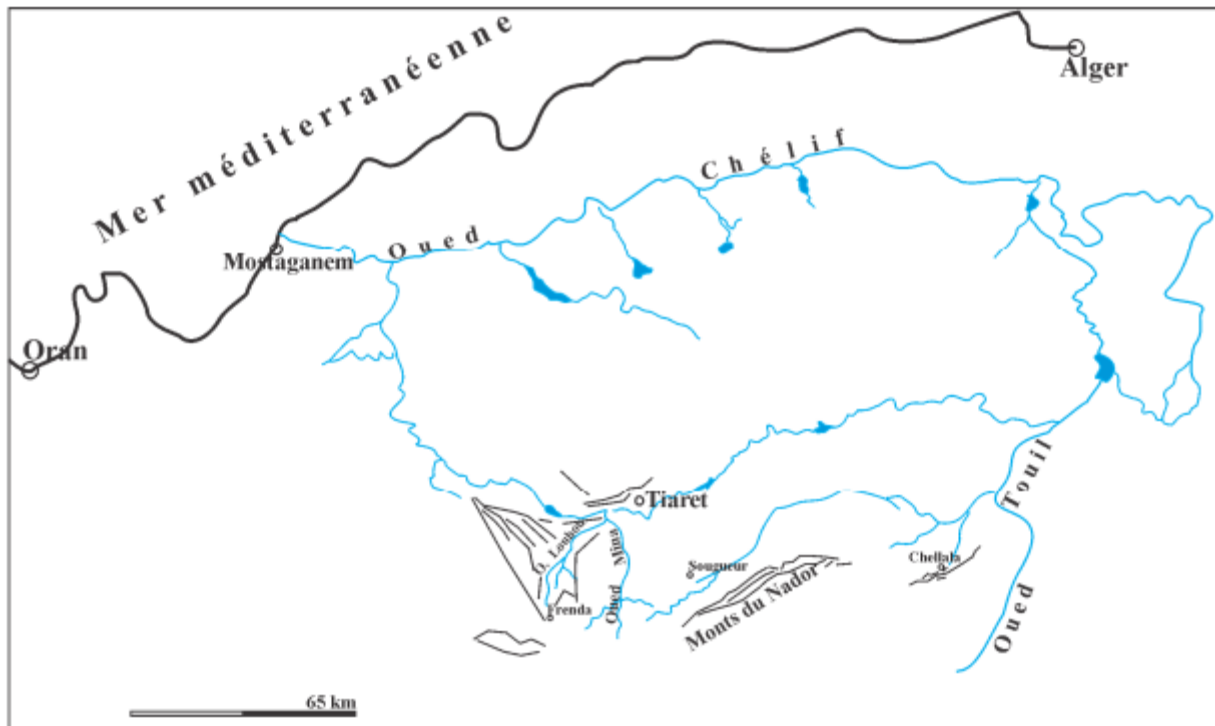 Mer méditerranéenne
Alger
Oued Chélif
Mostaganem
Oran
Tiaret
Oued Touil
O. Louhou
Oued Mina
Sougueur
Chellala
Frenda
Monts du Nador
65 km